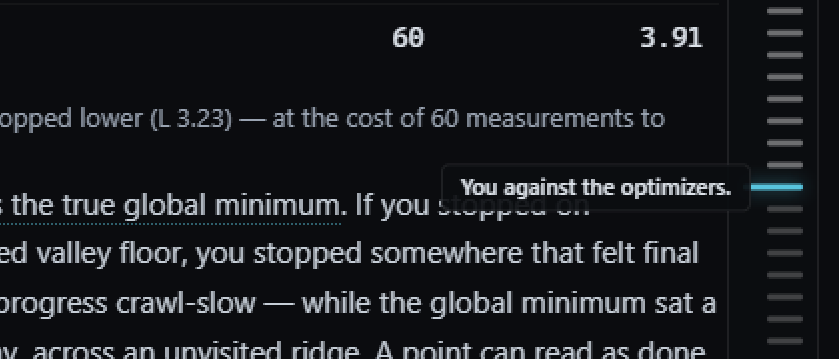 60 3.91
opped lower (L 3.23) — at the cost of 60 measurements to
You against the optimizers.
s the true global minimum. If you stopped on
ed valley floor, you stopped somewhere that felt final
progress crawl-slow — while the global minimum sat a
y, across an unvisited ridge. A point can read as done